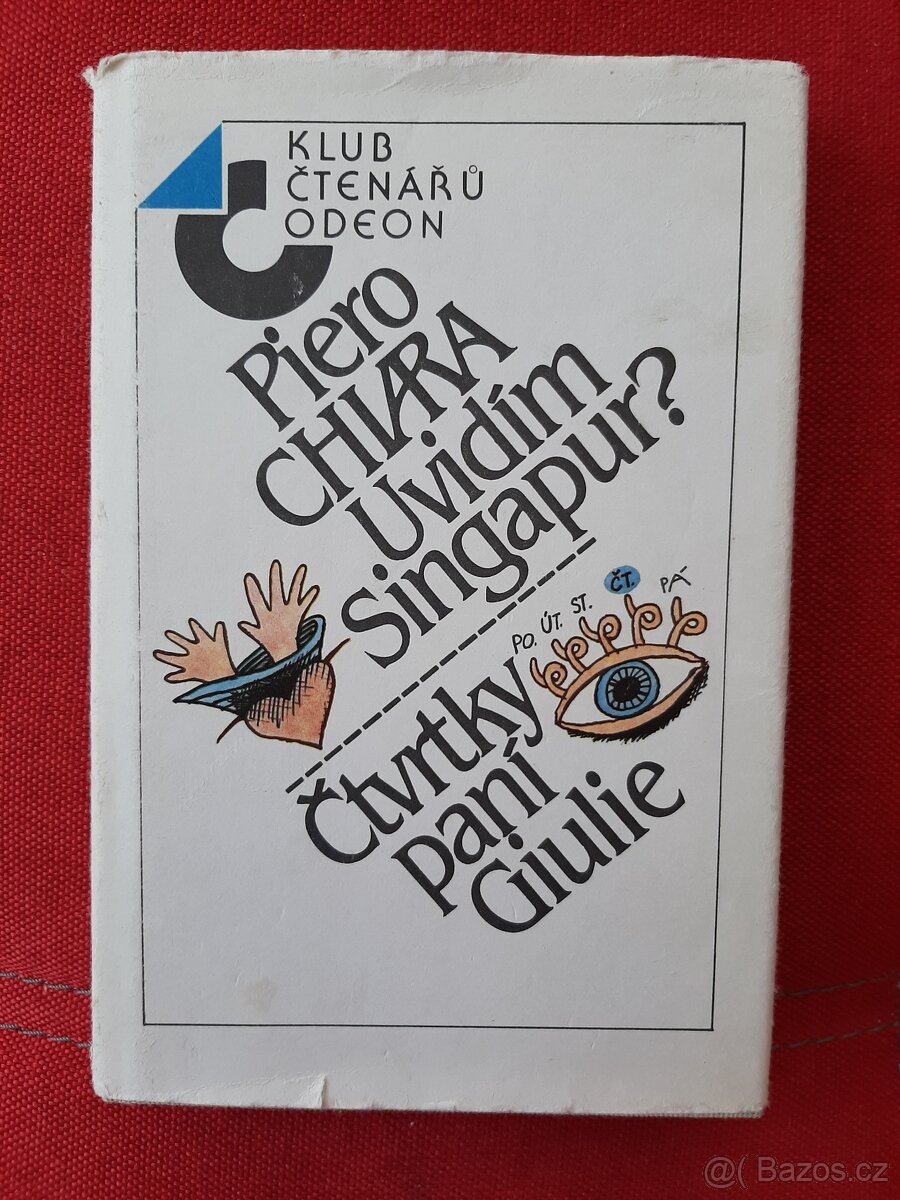 KLUB
ČTENÁŘŮ
ODEON
Piero
CHIARA
Uvidím
Singapur?
PO. ÚT. ST. ČT. PÁ
Čtvrtky
paní
Giulie
@( Bazos.cz